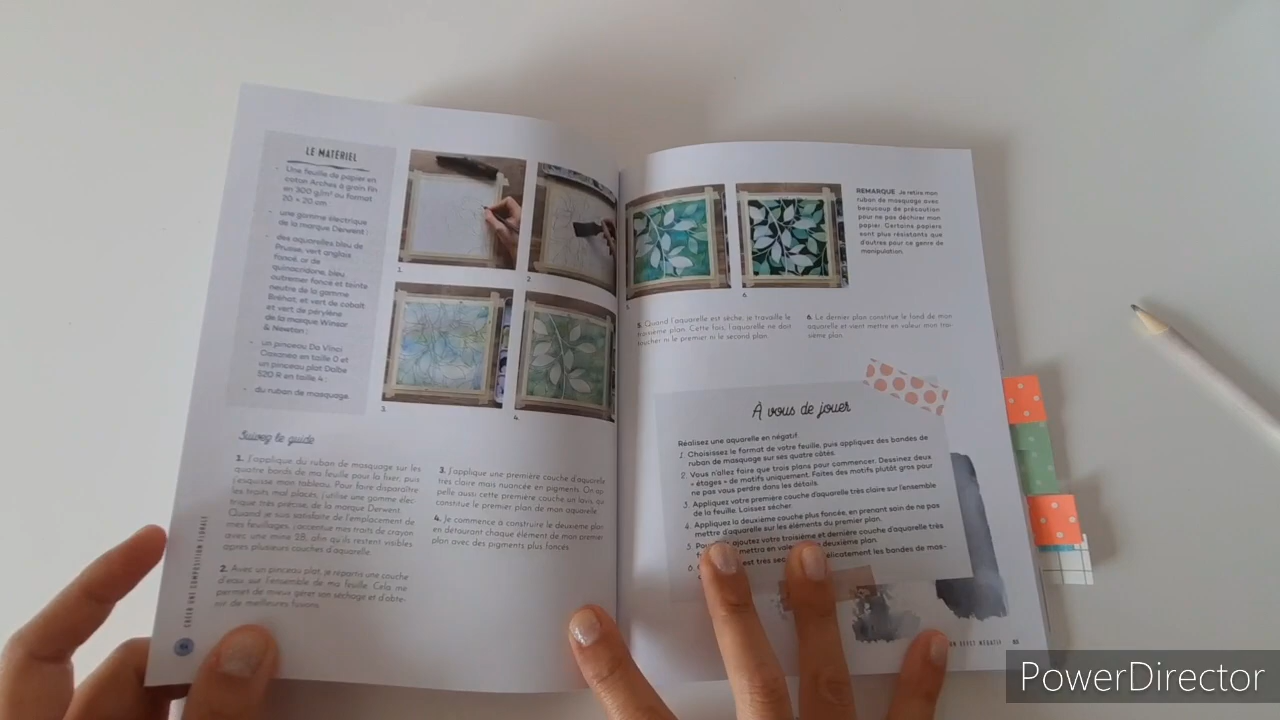 LE MATÉRIEL
- Une feuille de papier en
coton Arches à grain fin
en 300 g/m² au format
20 × 20 cm
- une gomme électrique
de la marque Derwent ;
- des aquarelles bleu de
Prusse, vert anglais
foncé, or de
quinacridone, bleu
outremer foncé et teinte
neutre de la gamme
Bréhat, et vert de cobalt
et vert de pérylène
de la marque Winsor
& Newton ;
- un pinceau Da Vinci
Casaneo en taille 0 et
un pinceau plat Dalbe
520 R en taille 4 ;
- du ruban de masquage.
1.
2
3.
4.
Suivez le guide
1. J'applique du ruban de masquage sur les
quatre bords de ma feuille pour la fixer, puis
j'esquisse mon tableau. Pour faire disparaître
les traits mal placés, j'utilise une gomme élec-
trique très précise, de la marque Derwent.
Quand je suis satisfaite de l'emplacement de
mes feuillages, j'accentue mes traits de crayon
avec une mine 2B, afin qu'ils restent visibles
après plusieurs couches d'aquarelle.
2. Avec un pinceau plat, je répartis une couche
d'eau sur l'ensemble de ma feuille. Cela me
permet de mieux gérer son séchage et d'obte-
nir de meilleures fusions.
3. J'applique une première couche d'aquarelle
très claire mais nuancée en pigments. On ap-
pelle aussi cette première couche un lavis, qui
constitue le premier plan de mon aquarelle.
4. Je commence à construire le deuxième plan
en détourant chaque élément de mon premier
plan avec des pigments plus foncés.
CRÉER UNE COMPOSITION FLORALE
6.
REMARQUE Je retire mon
ruban de masquage avec
beaucoup de précaution
pour ne pas déchirer mon
papier. Certains papiers
sont plus résistants que
d'autres pour ce genre de
manipulation.
5. Quand l'aquarelle est sèche, je travaille le
troisième plan. Cette fois, l'aquarelle ne doit
toucher ni le premier ni le second plan.
6. Le dernier plan constitue le fond de mon
aquarelle et vient mettre en valeur mon troi-
sième plan.
À vous de jouer
Réalisez une aquarelle en négatif.
1. Choisissez le format de votre feuille, puis appliquez des bandes de
ruban de masquage sur ses quatre côtés.
2. Vous n'allez faire que trois plans pour commencer. Dessinez deux
« étages » de motifs uniquement. Faites des motifs plutôt gros pour
ne pas vous perdre dans les détails.
3. Appliquez votre première couche d'aquarelle très claire sur l'ensemble
de la feuille. Laissez sécher.
4. Appliquez la deuxième couche plus foncée, en prenant soin de ne pas
mettre d'aquarelle sur les éléments du premier plan.
5. ajoutez votre troisième et dernière couche d'aquarelle très
mettra en deuxième plan.
6. est très délicatement les bandes de mas-
EFFET NÉGATIF
PowerDirector